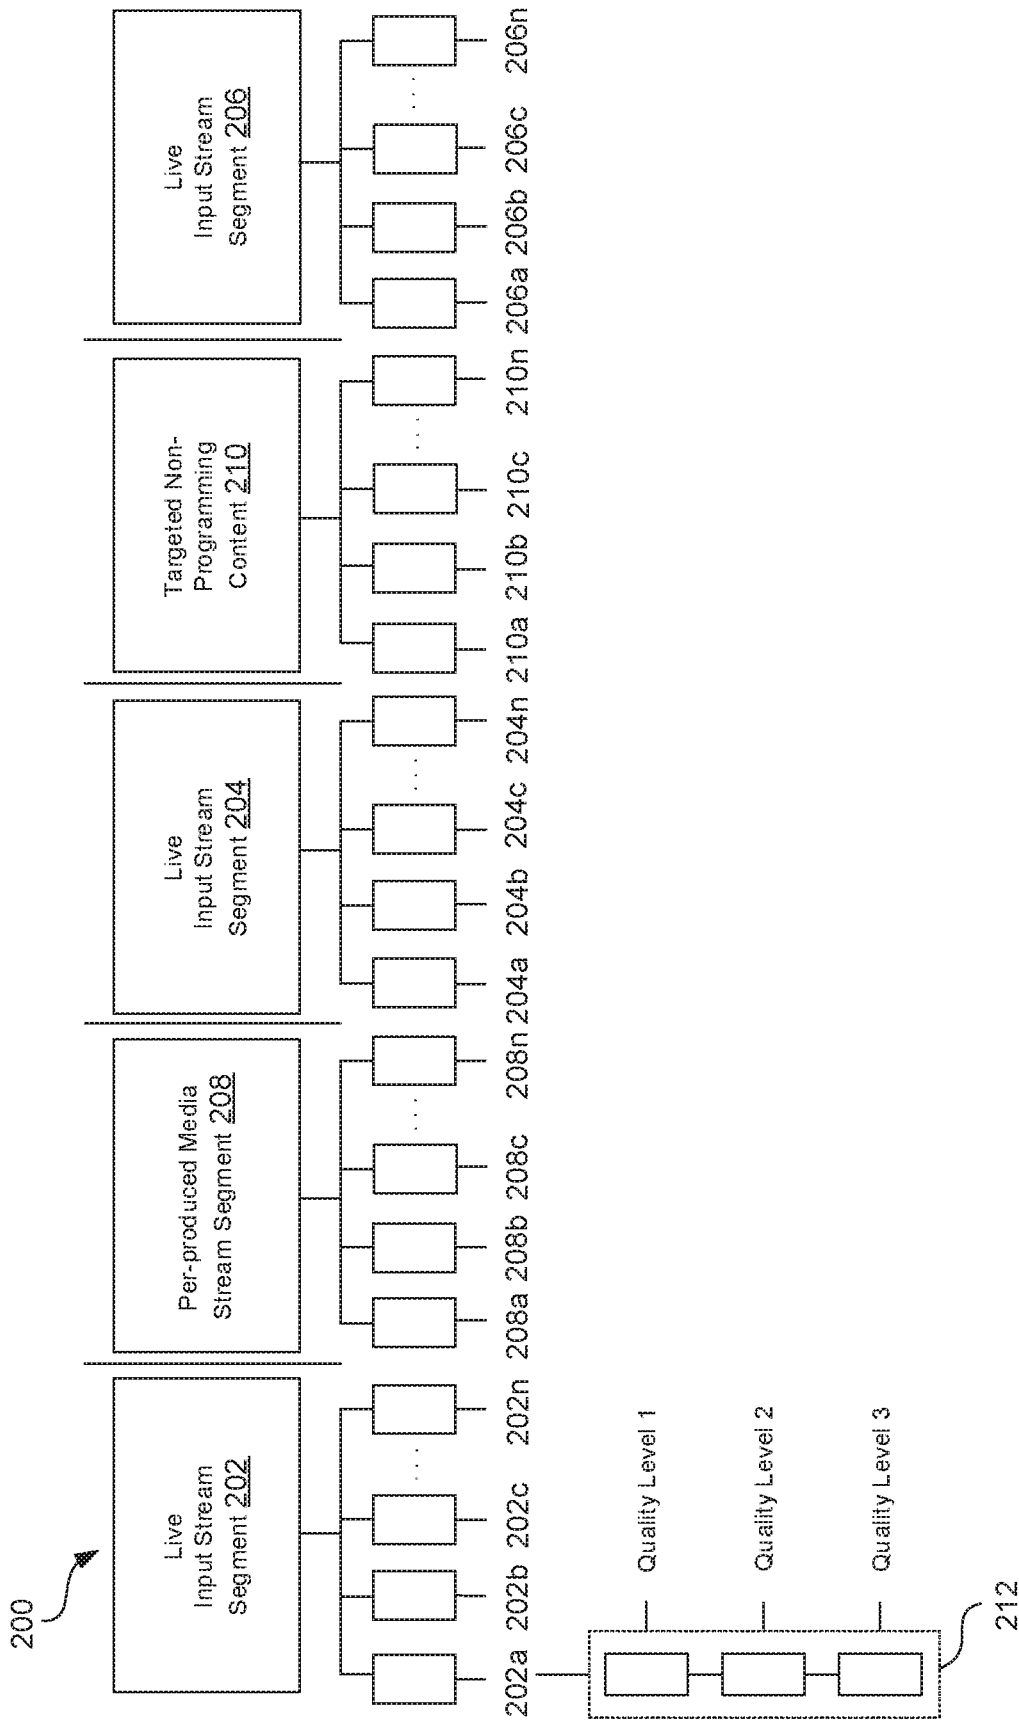 200
Live
Input Stream
Segment 202
Per-produced Media
Stream Segment 208
Live
Input Stream
Segment 204
Targeted Non-
Programming
Content 210
Live
Input Stream
Segment 206
202a 202b 202c 202n 208a 208b 208c 208n 204a 204b 204c 204n 210a 210b 210c 210n 206a 206b 206c 206n
Quality Level 1
Quality Level 2
Quality Level 3
212